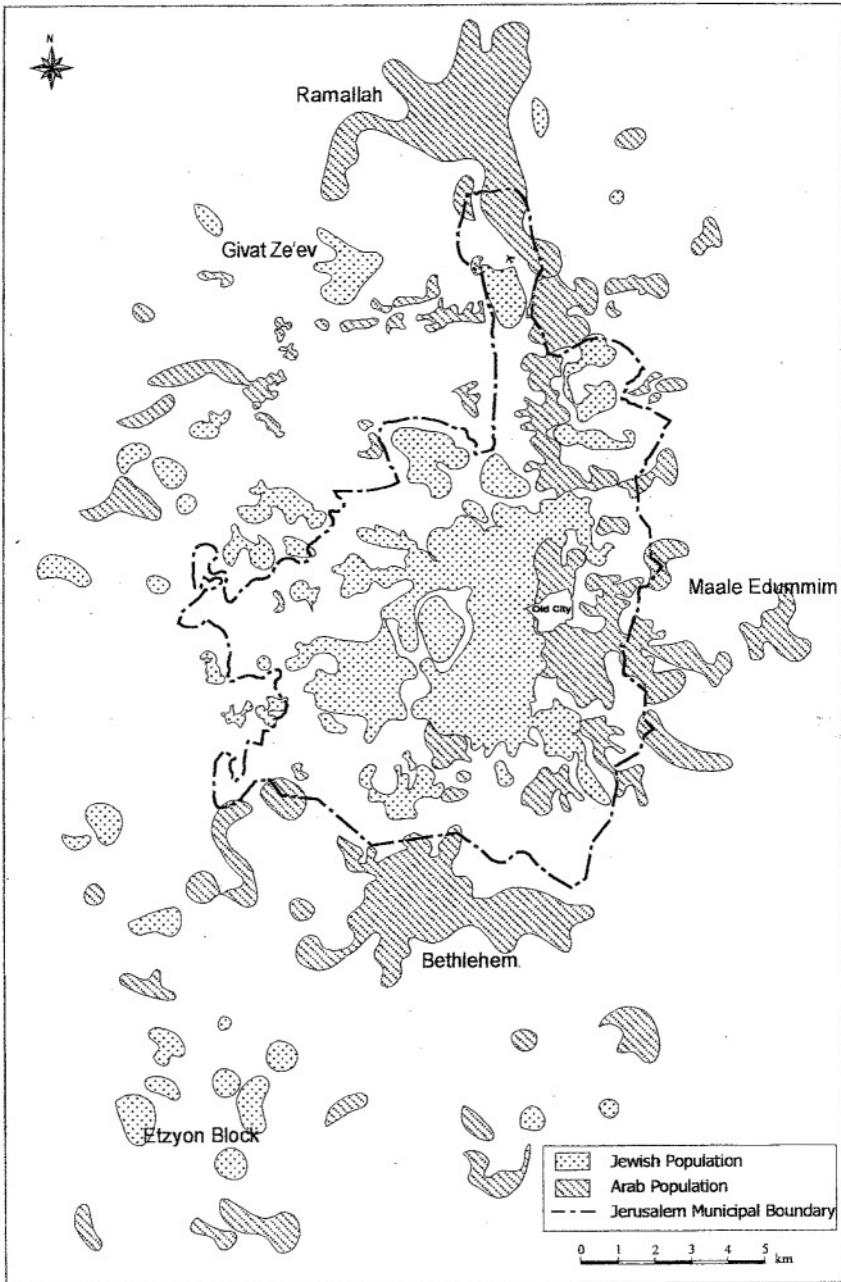 N
Ramallah
Givat Ze'ev
Maale Edummim
Old City
Bethlehem
Etzyon Block
Jewish Population
Arab Population
Jerusalem Municipal Boundary
0 1 2 3 4 5
km